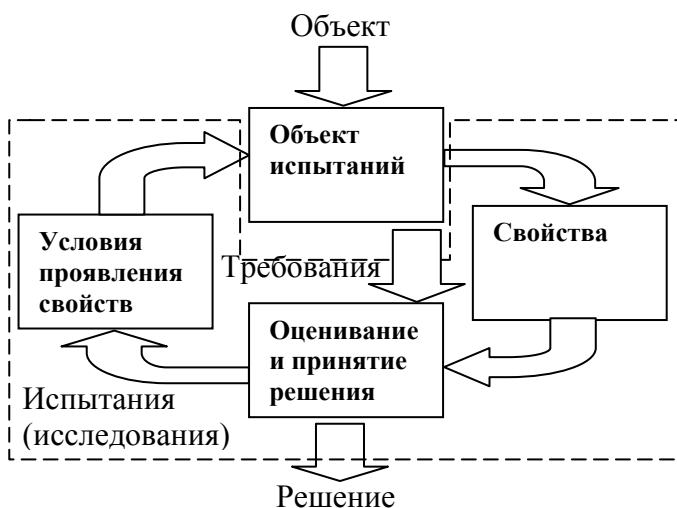 Объект
Объект
испытаний
Условия
проявления
свойств
Свойства
Требования
Оценивание
и принятие
решения
Испытания
(исследования)
Решение